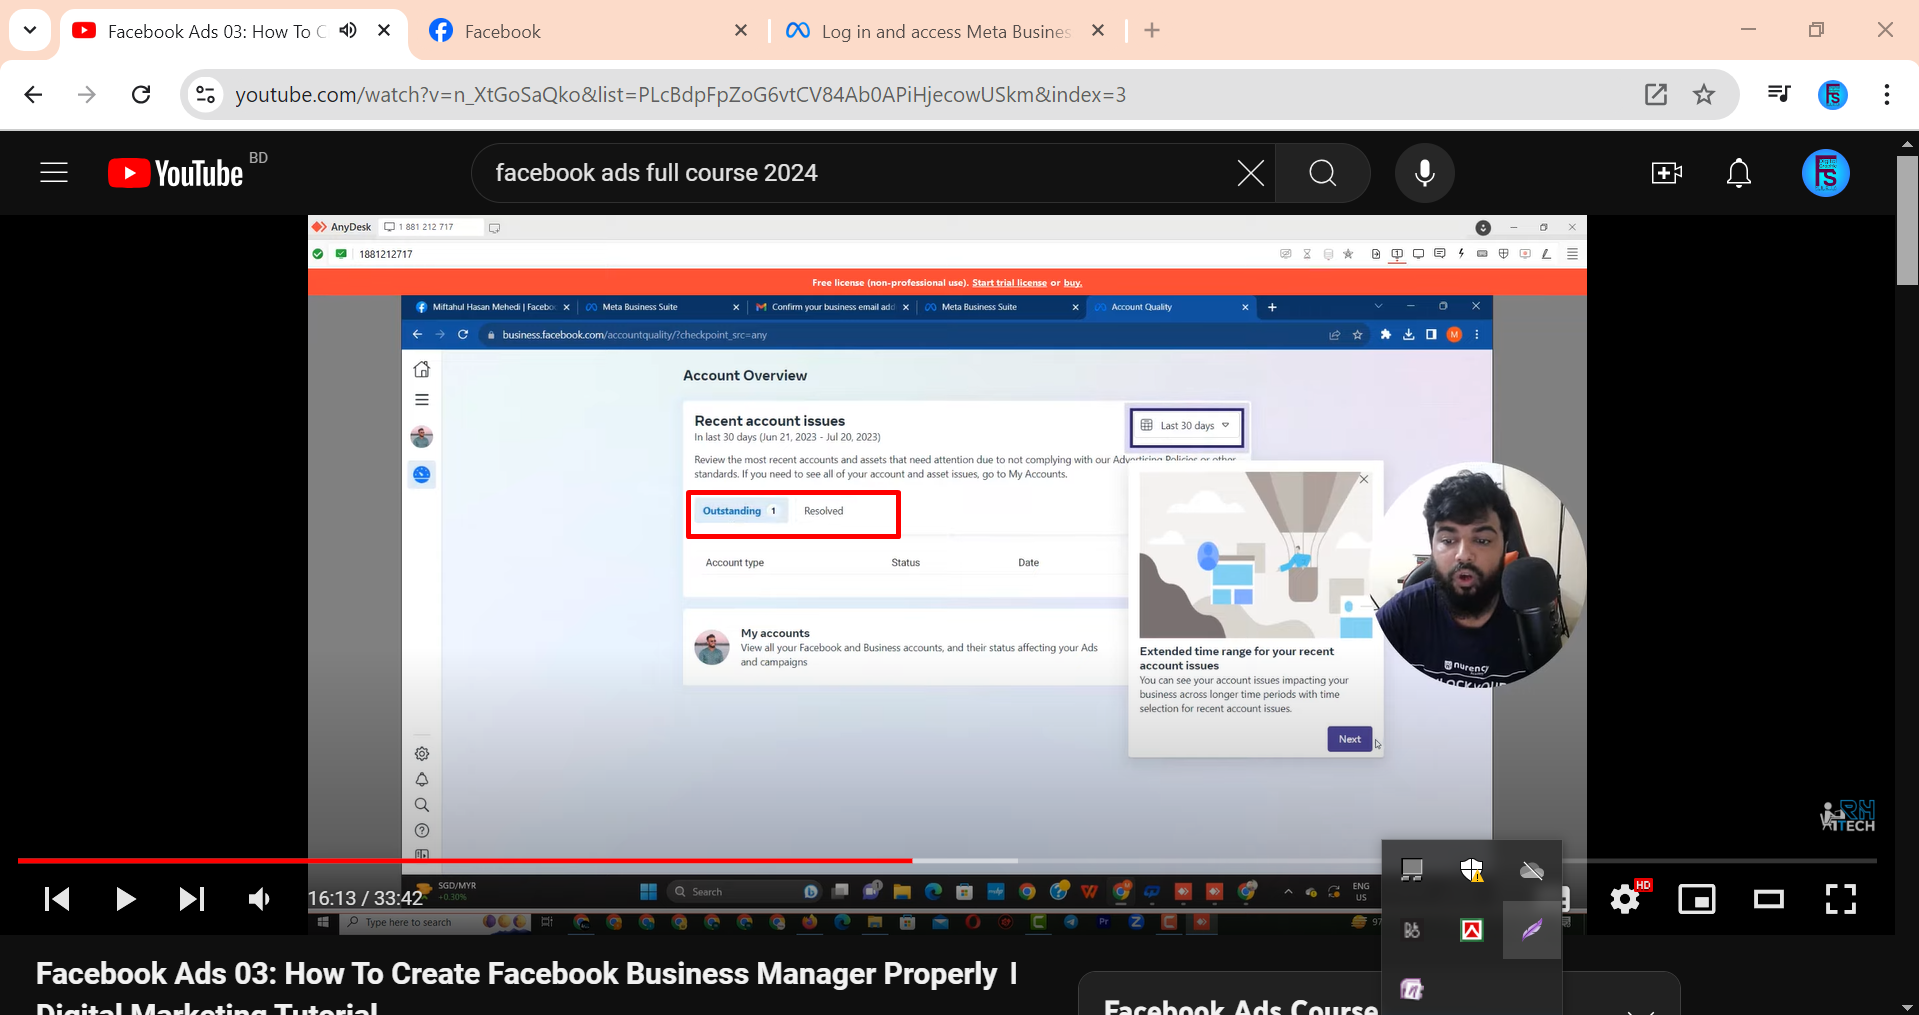 Facebook Ads 03: How To C
Facebook
Log in and access Meta Busines
youtube.com/watch?v=n_XtGoSaQko&list=PLcBdpFpZoG6vtCV84Ab0APiHjecowUSkm&index=3
YouTube BD
facebook ads full course 2024
AnyDesk
1 881 212 717
1881212717
Free license (non-professional use). Start trial license or buy.
Miftahul Hasan Mehedi | Faceboo
Meta Business Suite
Confirm your business email add
Meta Business Suite
Account Quality
business.facebook.com/accountquality/?checkpoint_src=any
M
Account Overview
Recent account issues
In last 30 days (Jun 21, 2023 - Jul 20, 2023)
Last 30 days
Review the most recent accounts and assets that need attention due to not complying with our Advertising Policies or other
standards. If you need to see all of your account and asset issues, go to My Accounts.
Outstanding 1
Resolved
Account type
Status
Date
My accounts
View all your Facebook and Business accounts, and their status affecting your Ads
and campaigns
Extended time range for your recent
account issues
You can see your account issues impacting your
business across longer time periods with time
selection for recent account issues.
Next
nurency
RH
ITECH
SGD/MYR
+0.30%
Search
ENG
US
16:13 / 33:42
HD
Type here to search
Facebook Ads 03: How To Create Facebook Business Manager Properly |
Digital Marketing Tutorial
Facebook Ads Course